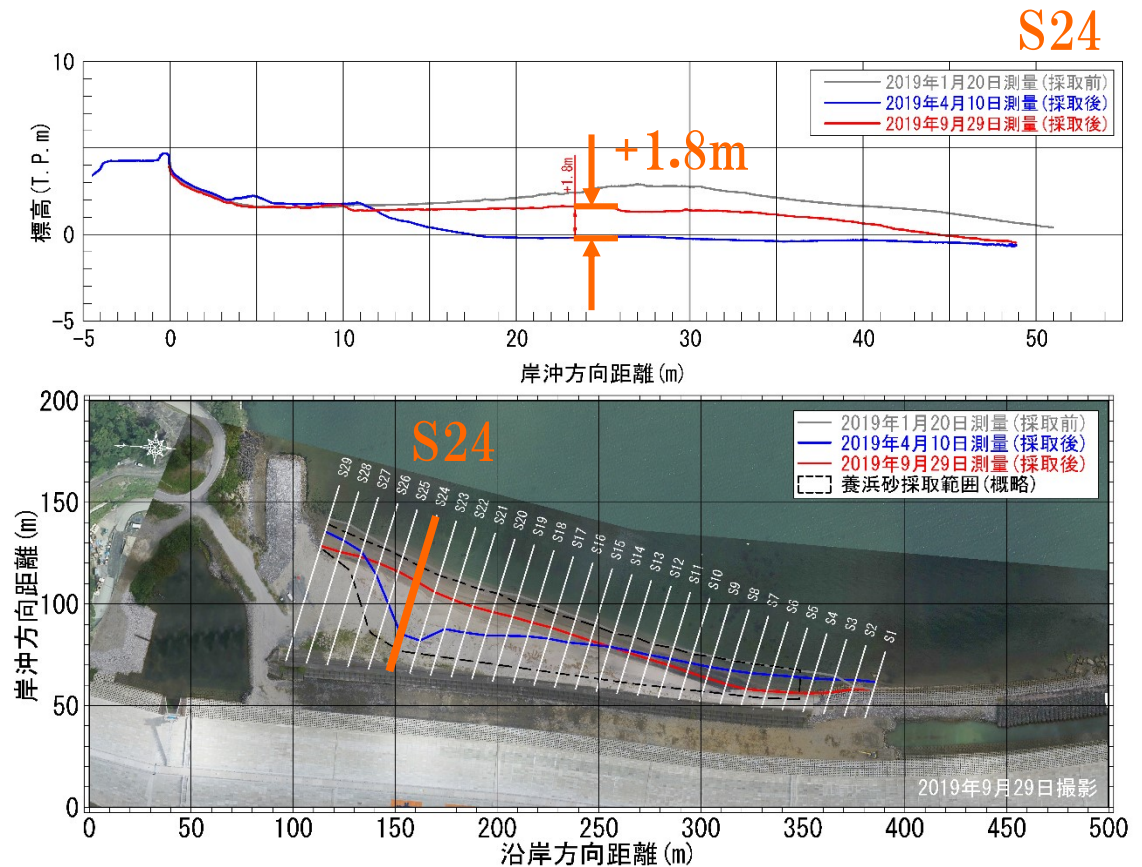 S24
10
5
0
-5
標高(T.P.m)
2019年1月20日測量(採取前)
2019年4月10日測量(採取後)
2019年9月29日測量(採取後)
+1.8m
+1.8m
-5
0
10
20
30
40
50
岸沖方向距離(m)
200
150
100
50
0
岸沖方向距離(m)
S24
2019年1月20日測量(採取前)
2019年4月10日測量(採取後)
2019年9月29日測量(採取後)
養浜砂採取範囲(概略)
S29
S28
S27
S26
S25
S24
S23
S22
S21
S20
S19
S18
S17
S16
S15
S14
S13
S12
S11
S10
S9
S8
S7
S6
S5
S4
S3
S2
S1
2019年9月29日撮影
0
50
100
150
200
250
300
350
400
450
500
沿岸方向距離(m)